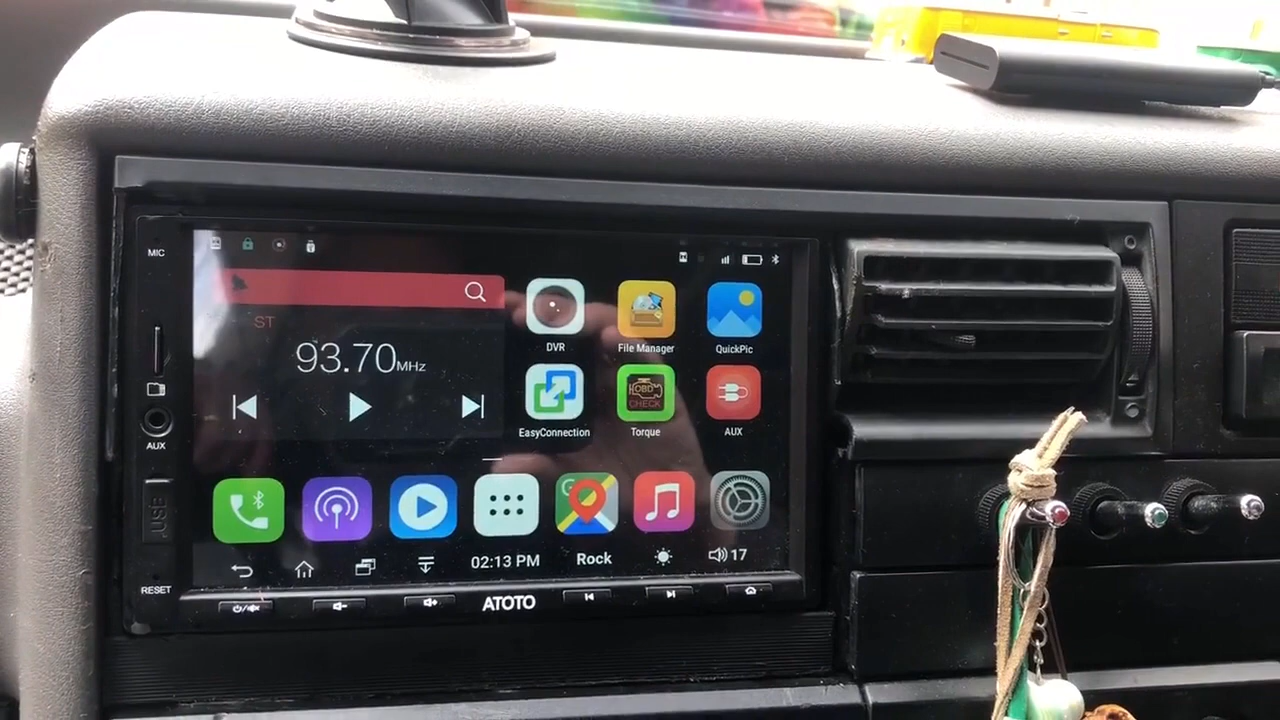 MIC
ST
93.70MHz
DVR
File Manager
QuickPic
OBD
CHECK
EasyConnection
Torque
AUX
AUX
G
USB
02:13 PM
Rock
17
RESET
ATOTO